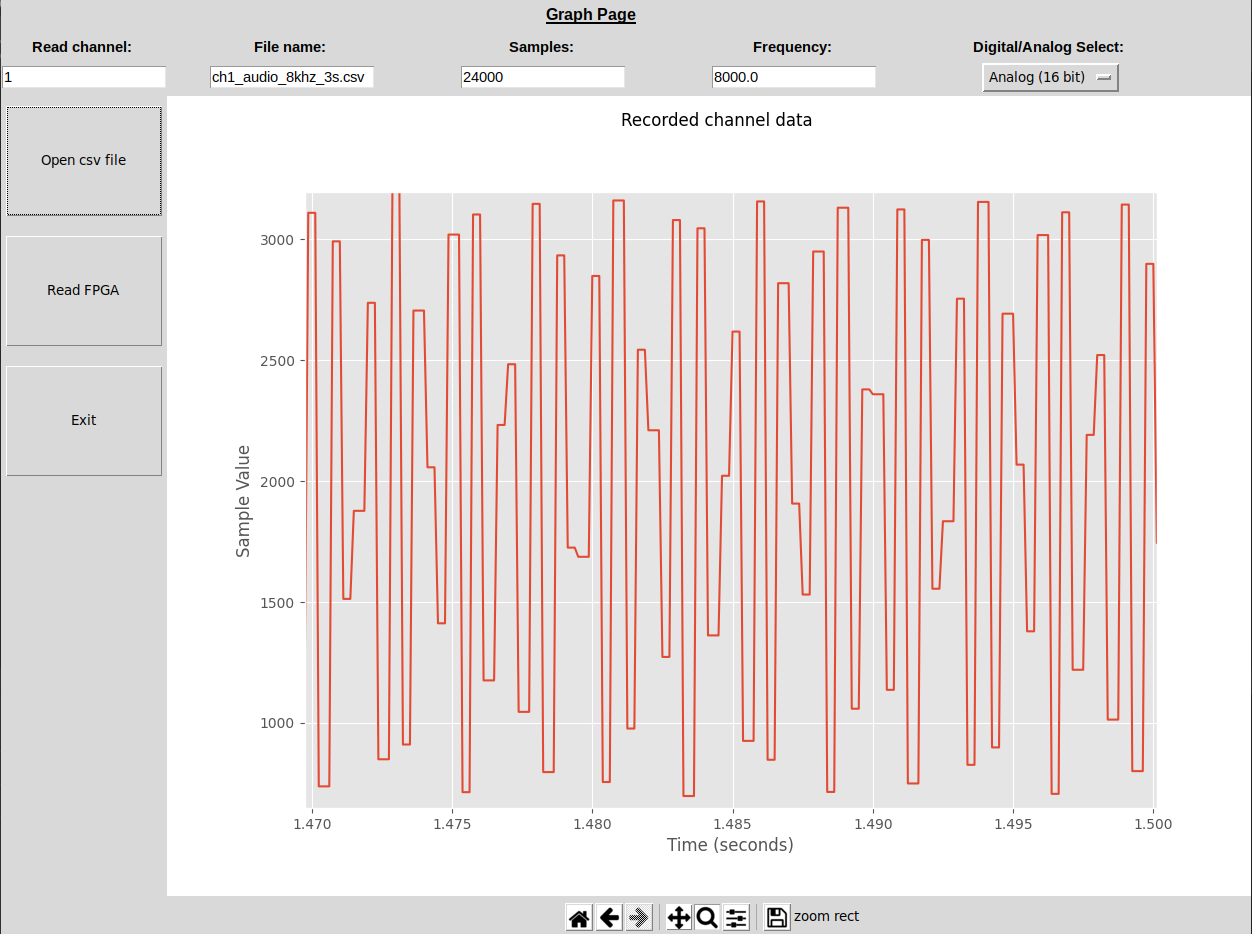 Graph Page
Read channel: File name: Samples: Frequency: Digital/Analog Select:
1 ch1_audio_8khz_3s.csv 24000 8000.0 Analog (16 bit)
Open csv file
Read FPGA
Exit
Recorded channel data
3000
2500
2000
1500
1000
Sample Value
1.470 1.475 1.480 1.485 1.490 1.495 1.500
Time (seconds)
zoom rect